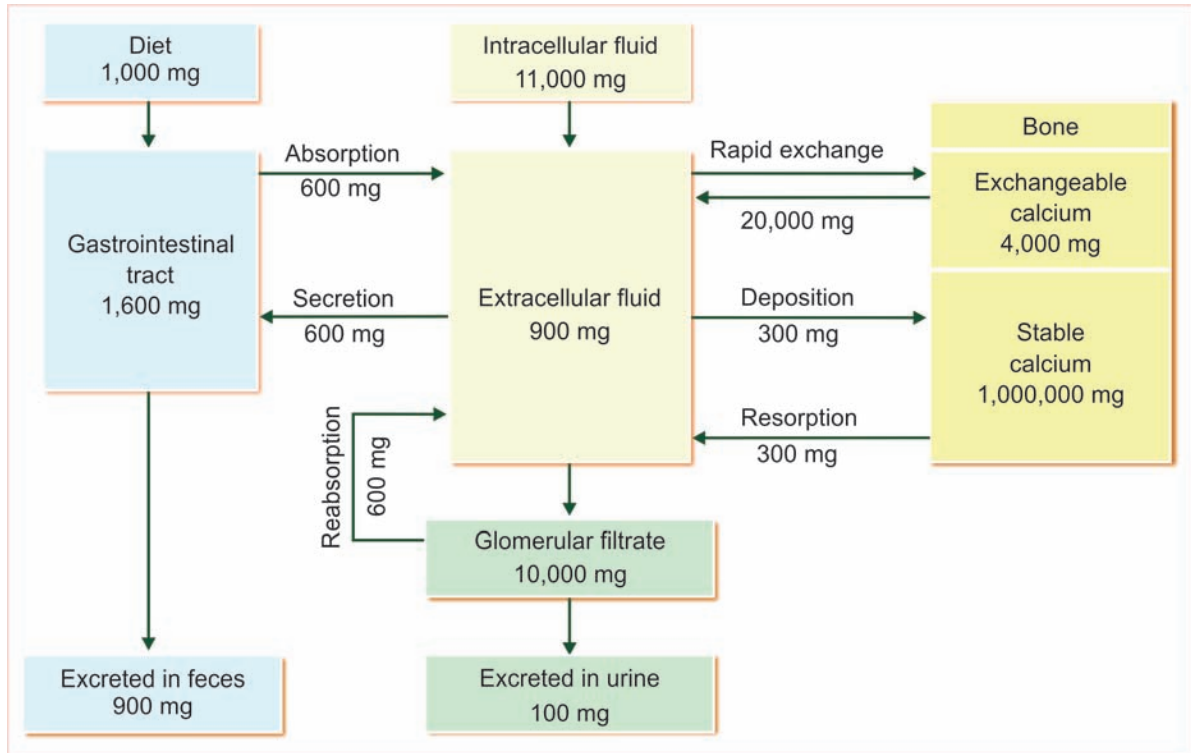 Diet
1,000 mg
Intracellular fluid
11,000 mg
Bone
Absorption
600 mg
Rapid exchange
20,000 mg
Exchangeable
calcium
4,000 mg
Gastrointestinal
tract
1,600 mg
Secretion
600 mg
Extracellular fluid
900 mg
Deposition
300 mg
Stable
calcium
1,000,000 mg
Resorption
300 mg
Reabsorption
600 mg
Glomerular filtrate
10,000 mg
Excreted in feces
900 mg
Excreted in urine
100 mg